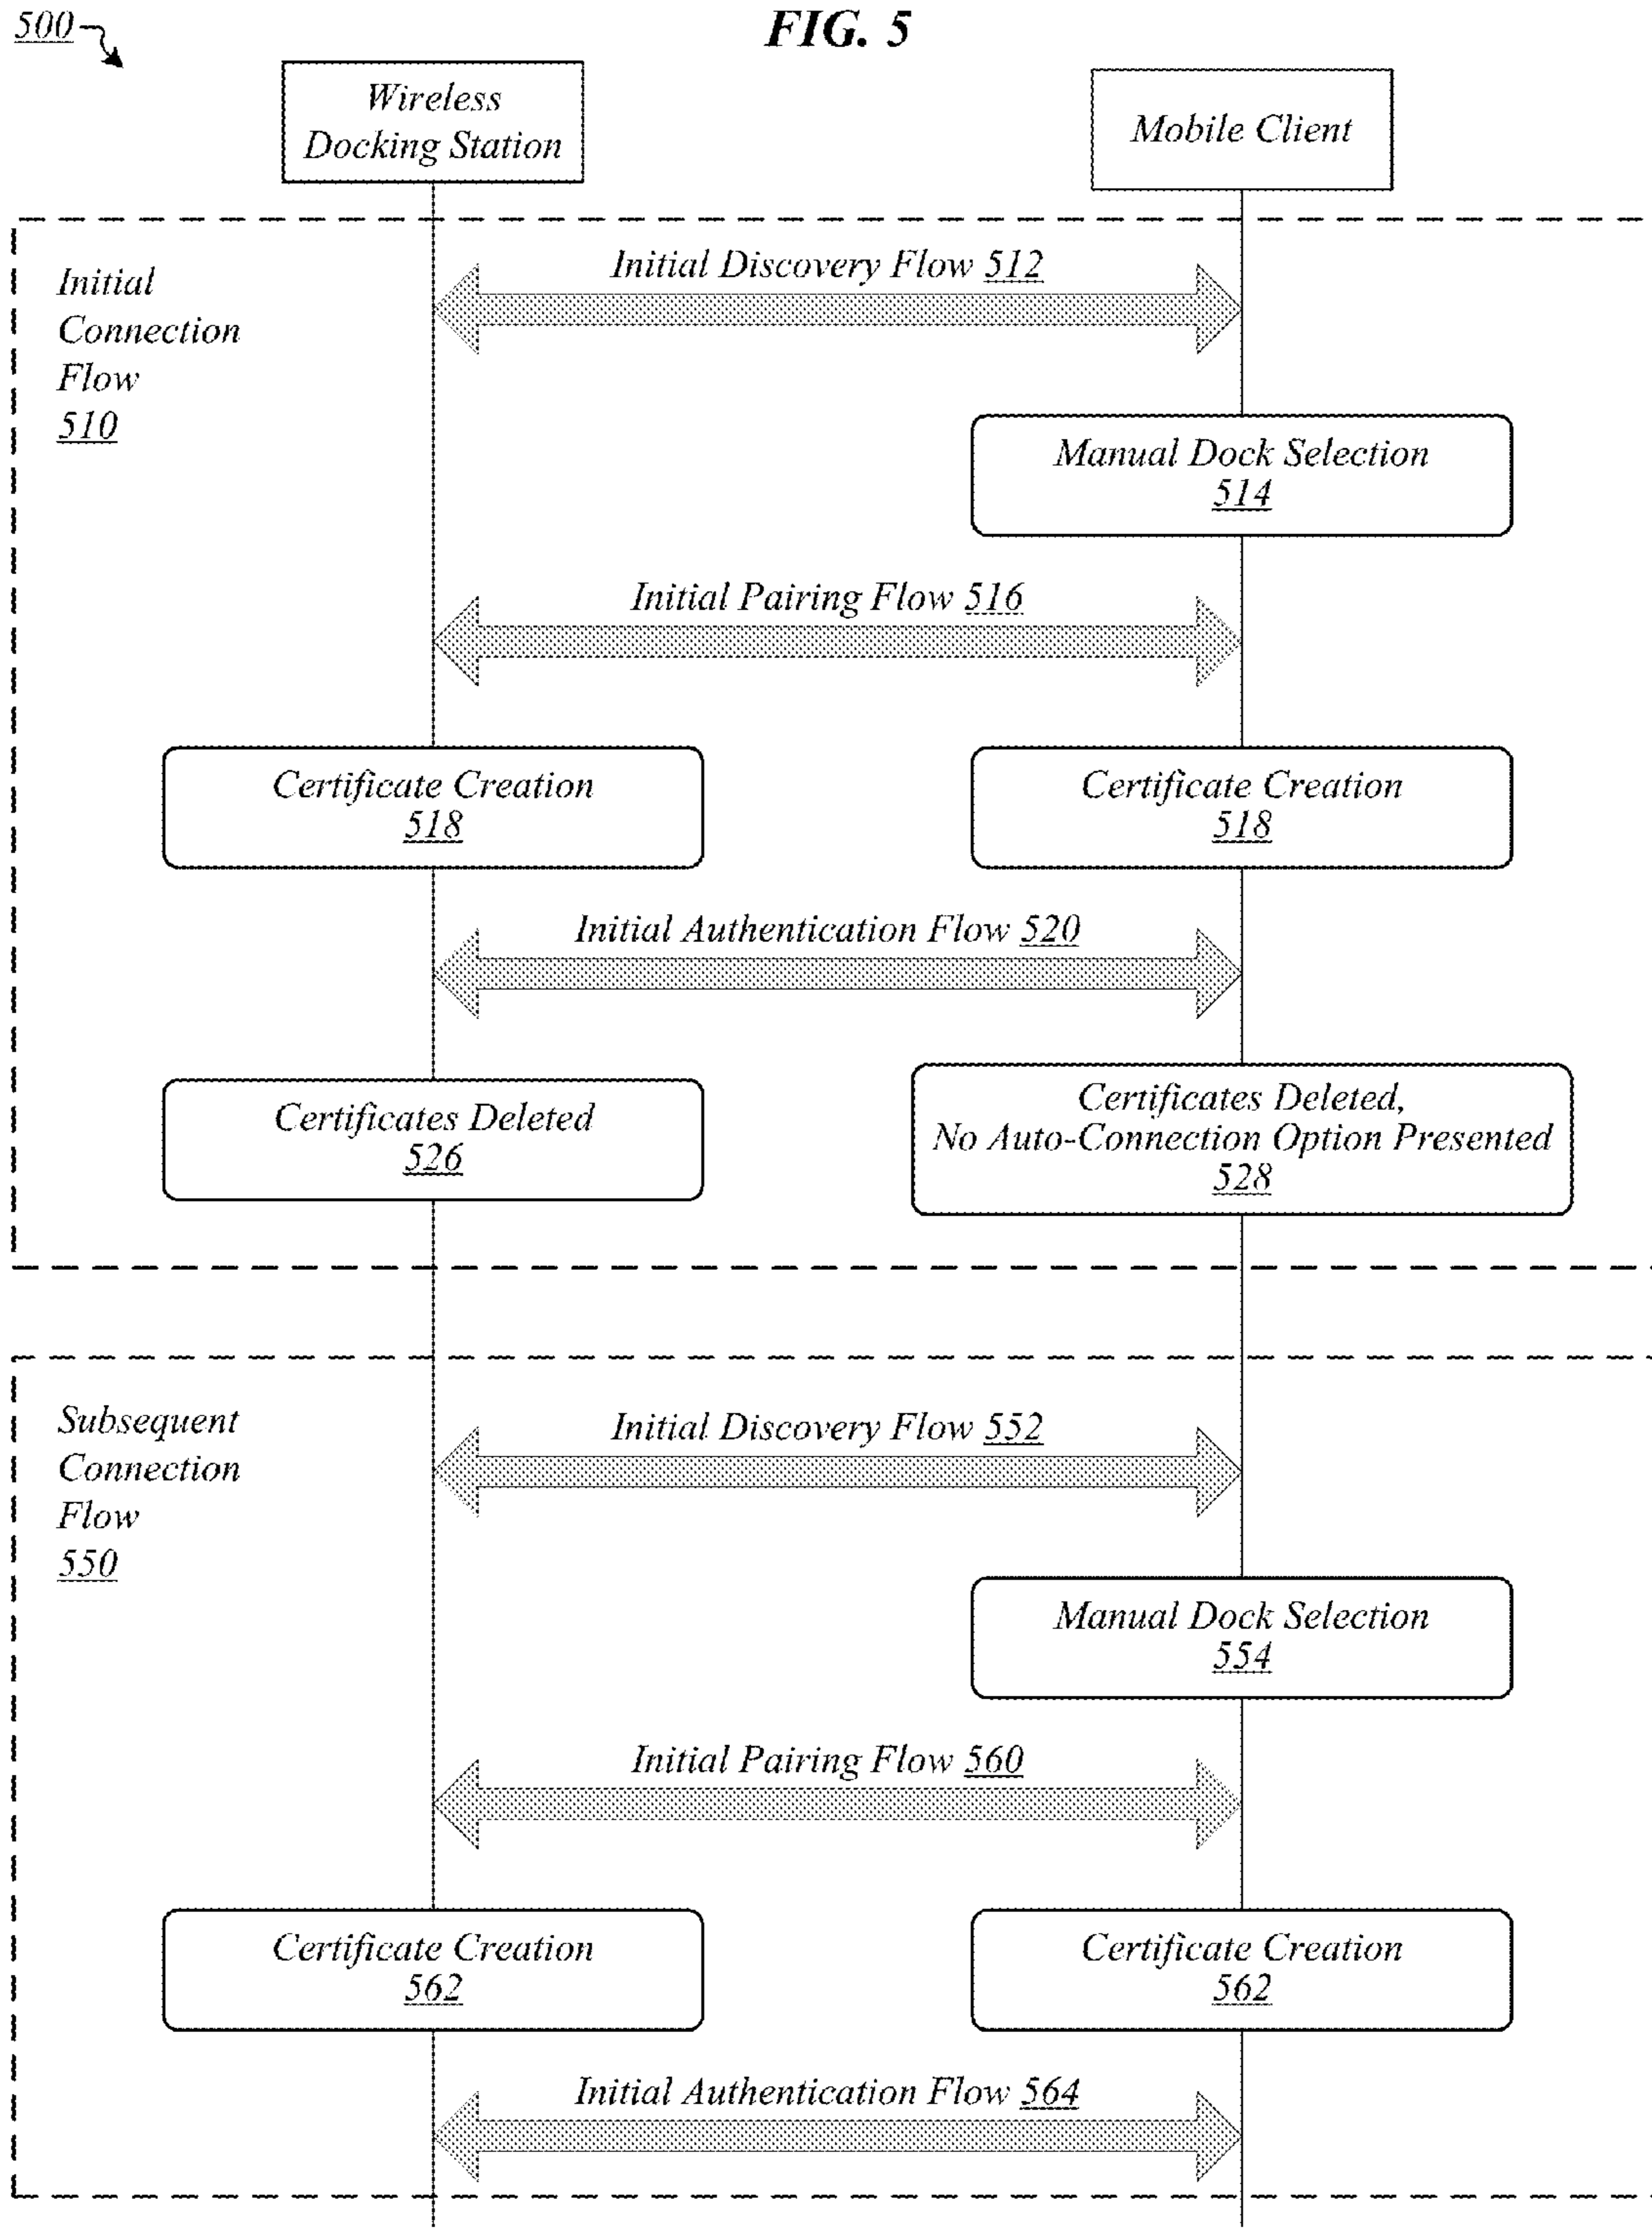 500
FIG. 5
Wireless
Docking Station
Mobile Client
Initial
Connection
Flow
510
Initial Discovery Flow 512
Manual Dock Selection
514
Initial Pairing Flow 516
Certificate Creation
518
Certificate Creation
518
Initial Authentication Flow 520
Certificates Deleted
526
Certificates Deleted,
No Auto-Connection Option Presented
528
Subsequent
Connection
Flow
550
Initial Discovery Flow 552
Manual Dock Selection
554
Initial Pairing Flow 560
Certificate Creation
562
Certificate Creation
562
Initial Authentication Flow 564